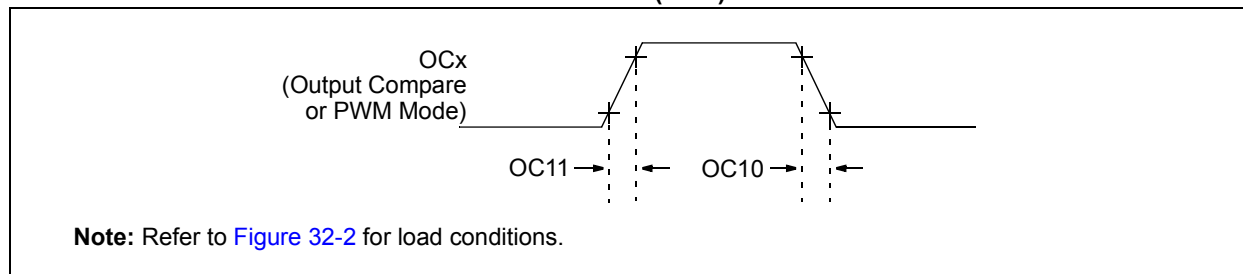 OCx
(Output Compare
or PWM Mode)
OC11
OC10
Note: Refer to Figure 32-2 for load conditions.